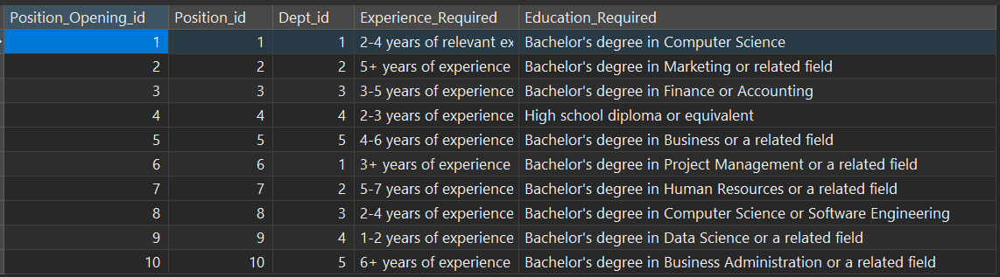 Position_Opening_id Position_id Dept_id Experience_Required Education_Required
1 1 1 2-4 years of relevant ex Bachelor's degree in Computer Science
2 2 2 5+ years of experience Bachelor's degree in Marketing or related field
3 3 3 3-5 years of experience Bachelor's degree in Finance or Accounting
4 4 4 2-3 years of experience High school diploma or equivalent
5 5 5 4-6 years of experience Bachelor's degree in Business or a related field
6 6 1 3+ years of experience Bachelor's degree in Project Management or a related field
7 7 2 5-7 years of experience Bachelor's degree in Human Resources or a related field
8 8 3 2-4 years of experience Bachelor's degree in Computer Science or Software Engineering
9 9 4 1-2 years of experience Bachelor's degree in Data Science or a related field
10 10 5 6+ years of experience Bachelor's degree in Business Administration or a related field